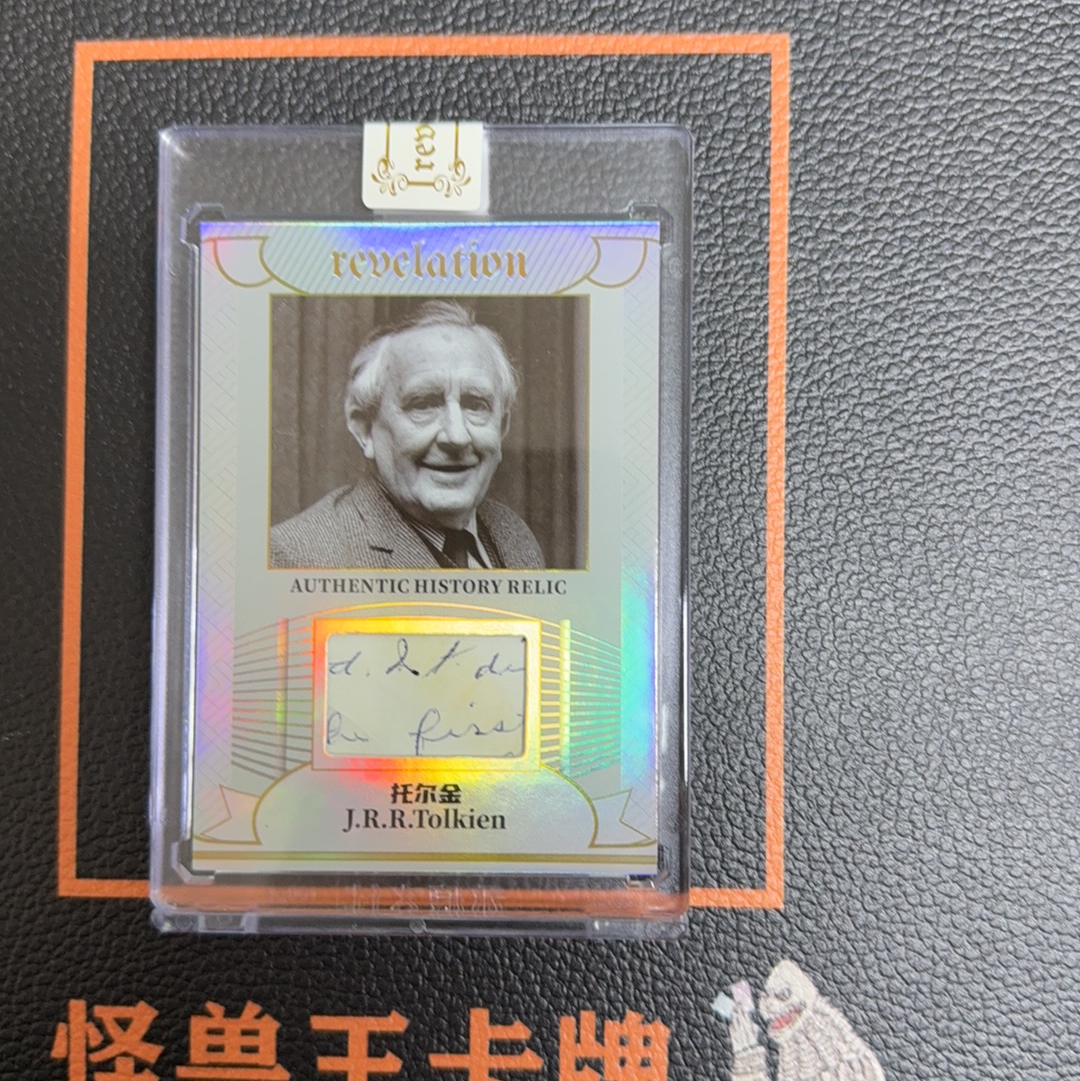 rev
revelation
AUTHENTIC HISTORY RELIC
托尔金
J.R.R.Tolkien
怪兽王卡牌